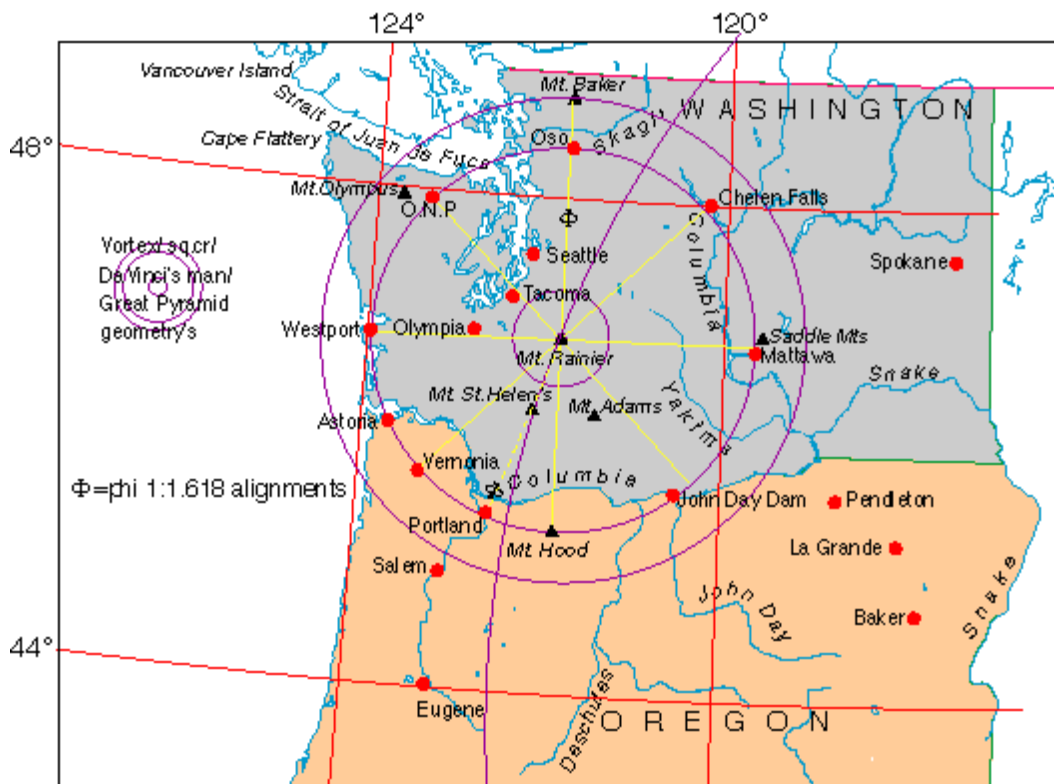 124°
120°
Vancouver Island
Mt. Baker
WASHINGTON
Strait of Juan de Fuca
Cape Flattery
Oso
Skagit
48°
Mt.Olympus
O.N.P
Chelen Falls
Φ
Columbia
Vortex/ sq.cr/
DaVinci's man/
Great Pyramid
geometry's
Seattle
Spokane
Tacoma
Westport
Olympia
Mt. Rainier
Saddle Mts
Mattawa
Snake
Mt. St.Helen's
Mt. Adams
Yakima
Astoria
Vernonia
Φ=phi 1:1.618 alignments
Φ
Columbia
John Day Dam
Pendleton
Portland
Mt. Hood
La Grande
Salem
John Day
Snake
Baker
44°
Eugene
Deschutes
OREGON